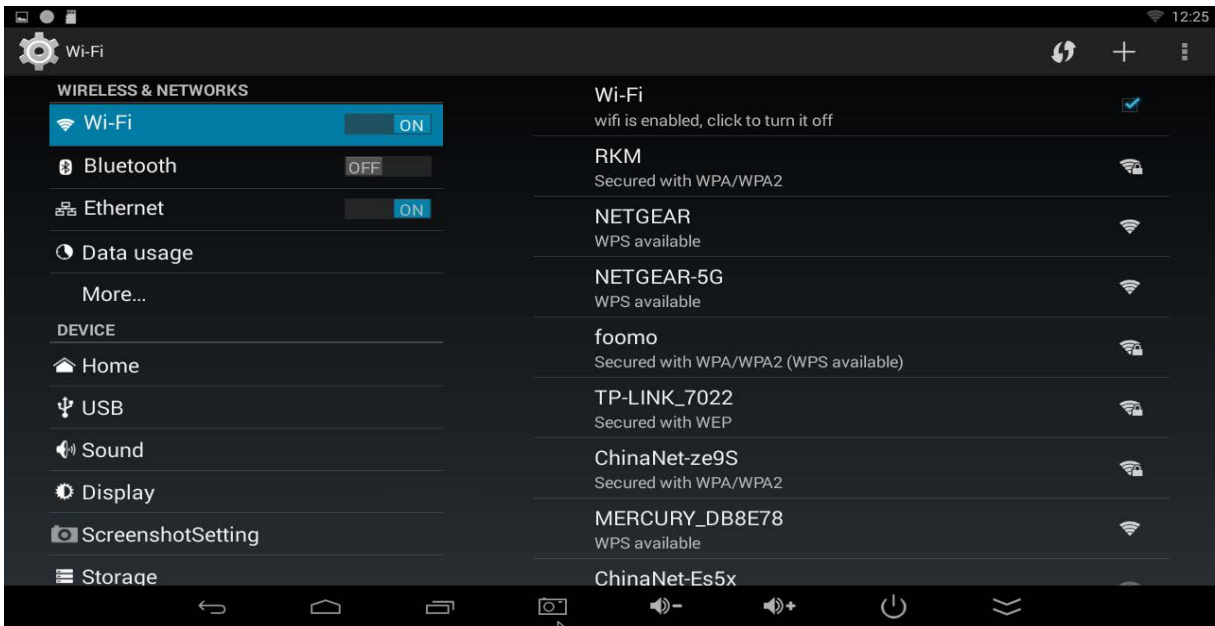 12:25
Wi-Fi
WIRELESS & NETWORKS
Wi-Fi ON
Bluetooth OFF
Ethernet ON
Data usage
More...
DEVICE
Home
USB
Sound
Display
ScreenshotSetting
Storage
Wi-Fi
wifi is enabled, click to turn it off
RKM
Secured with WPA/WPA2
NETGEAR
WPS available
NETGEAR-5G
WPS available
foomo
Secured with WPA/WPA2 (WPS available)
TP-LINK_7022
Secured with WEP
ChinaNet-ze9S
Secured with WPA/WPA2
MERCURY_DB8E78
WPS available
ChinaNet-Es5x